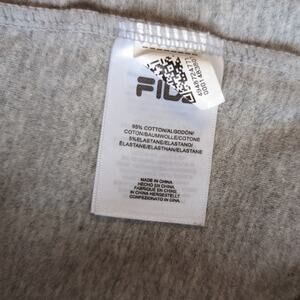 FILA
95% COTTON/ALGODÓN/
COTON/BAUMWOLLE/COTONE
5%ELASTANE/ELASTANO/
ÉLASTANE/ELASTHAN/ELASTANE
MADE IN CHINA
HECHO EN CHINA
FABRIQUÉ EN CHINE
IN CHINA HERGESTELLT
CONFEZIONATO IN CINA